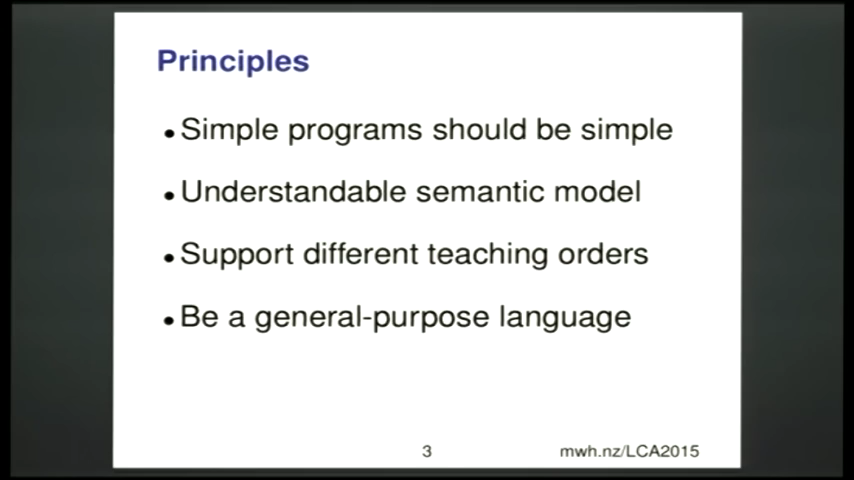 Principles
• Simple programs should be simple
• Understandable semantic model
• Support different teaching orders
• Be a general-purpose language
3
mwh.nz/LCA2015